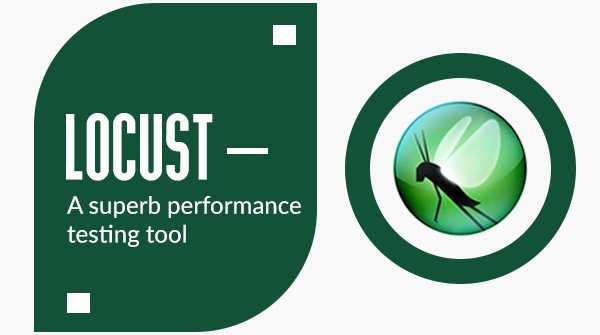 LOCUST —
A superb performance
testing tool